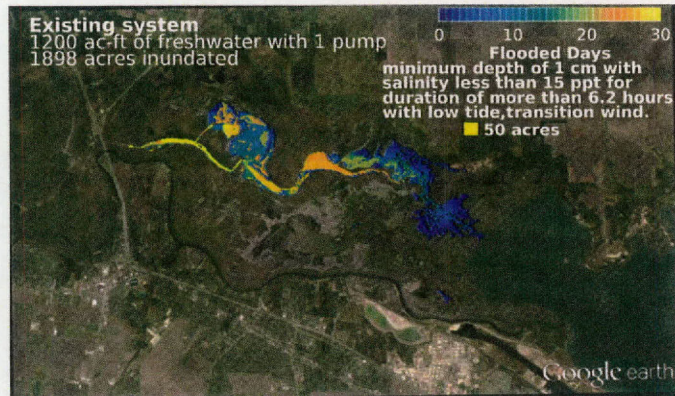 Existing system
1200 ac-ft of freshwater with 1 pump
1898 acres inundated
0 10 20 30
Flooded Days
minimum depth of 1 cm with
salinity less than 15 ppt for
duration of more than 6.2 hours
with low tide,transition wind.
50 acres
Google earth